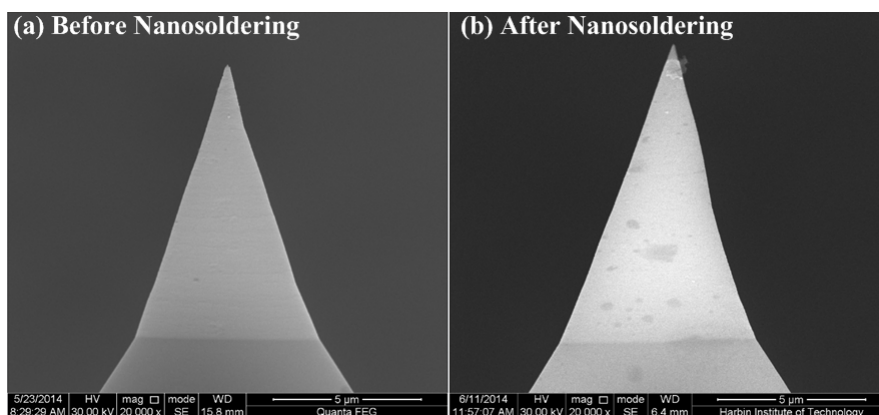 (a) Before Nanosoldering
5/23/2014 HV mag □ mode WD 5 µm
8:29:29 AM 30.00 kV 20 000 x SE 15.8 mm Quanta FEG
(b) After Nanosoldering
6/11/2014 HV mag □ mode WD 5 µm
11:57:07 AM 30.00 kV 20 000 x SE 6.4 mm Harbin Institute of Technology